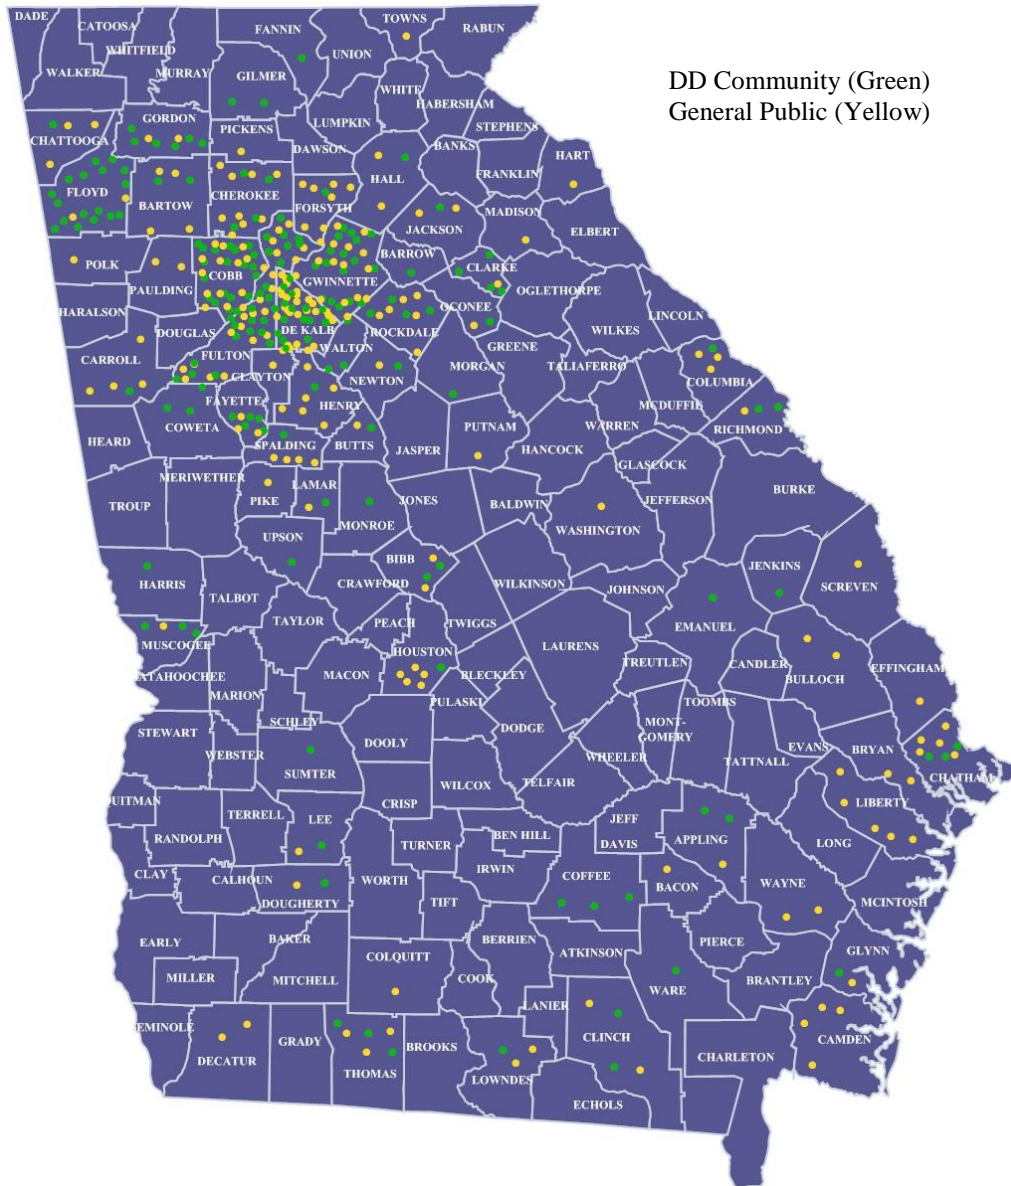 DADE
CATOOSA
WHITFIELD
WALKER
MURRAY
FANNIN
GILMER
UNION
TOWNS
RABUN
DD Community (Green)
General Public (Yellow)
WHITE
HABERSHAM
LUMPKIN
STEPHENS
CHATTOOGA
GORDON
PICKENS
DAWSON
BANKS
FRANKLIN
HART
FLOYD
BARTOW
CHEROKEE
FORSYTH
HALL
JACKSON
MADISON
ELBERT
POLK
PAULDING
COBB
GWINNETTE
BARROW
CLARKE
OGLETHORPE
OCONEE
HARALSON
DOUGLAS
DE KALB
ROCKDALE
WALTON
WILKES
LINCOLN
CARROLL
FULTON
CLAYTON
NEWTON
MORGAN
GREENE
TALIAFERRO
COLUMBIA
MCDUFFIE
FAYETTE
HENRY
COWETA
HEARD
SPALDING
BUTTS
JASPER
PUTNAM
HANCOCK
WARREN
RICHMOND
GLASCOCK
TROUP
MERIWETHER
PIKE
LAMAR
MONROE
JONES
BALDWIN
WASHINGTON
JEFFERSON
BURKE
UPSON
BIBB
CRAWFORD
WILKINSON
JOHNSON
JENKINS
SCREVEN
HARRIS
TALBOT
TAYLOR
PEACH
TWIGGS
EMANUEL
MUSCOGEE
HOUSTON
LAURENS
TREUTLEN
CANDLER
BULLOCH
EFFINGHAM
ATAHOOCHEE
MARION
MACON
BLECKLEY
PULASKI
SCHLEY
DODGE
MONT-
GOMERY
TOOMBS
STEWART
WEBSTER
SUMTER
DOOLY
WILCOX
TELFAIR
WHEELER
TATTNALL
EVANS
BRYAN
CHATHAM
QUITMAN
RANDOLPH
TERRELL
LEE
CRISP
TURNER
BEN HILL
JEFF
DAVIS
APPLING
LONG
LIBERTY
CLAY
CALHOUN
DOUGHERTY
WORTH
TIFT
IRWIN
COFFEE
BACON
WAYNE
MCINTOSH
EARLY
BAKER
MITCHELL
COLQUITT
COOK
BERRIEN
ATKINSON
PIERCE
WARE
BRANTLEY
GLYNN
MILLER
EMINOLE
DECATUR
GRADY
THOMAS
BROOKS
LOWNDES
LANIER
CLINCH
ECHOLS
CHARLETON
CAMDEN